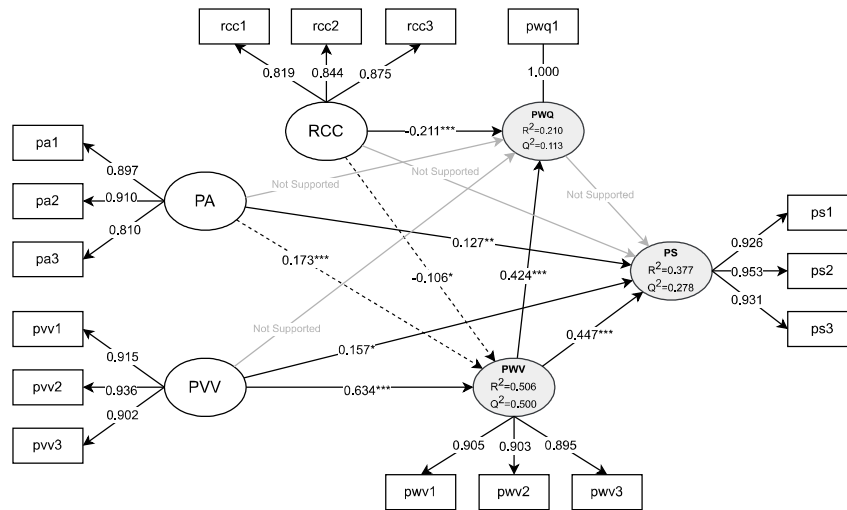 rcc1
rcc2
rcc3
pwq1
0.819
0.844
0.875
1.000
RCC
-0.211***
PWQ
R²=0.210
Q²=0.113
pa1
pa2
pa3
0.897
0.910
0.810
PA
Not Supported
Not Supported
Not Supported
0.127**
0.173***
-0.106*
0.424***
PS
R²=0.377
Q²=0.278
ps1
ps2
ps3
0.926
0.953
0.931
pvv1
pvv2
pvv3
0.915
0.936
0.902
PVV
Not Supported
0.157*
0.634***
0.447***
PWV
R²=0.506
Q²=0.500
0.905
0.903
0.895
pwv1
pwv2
pwv3